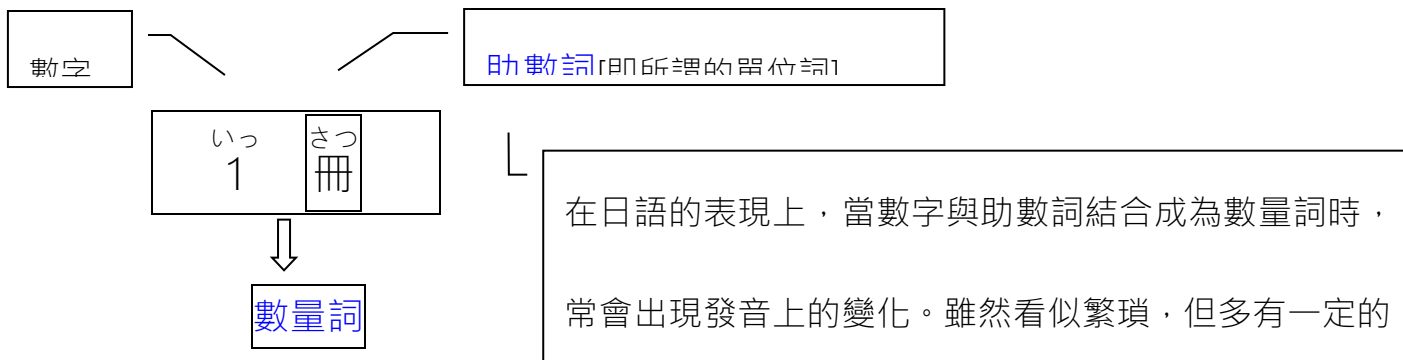 數字
助數詞[即所謂的單位詞]
いっ さつ
1 冊
在日語的表現上，當數字與助數詞結合成為數量詞時，
常會出現發音上的變化。雖然看似繁瑣，但多有一定的
數量詞